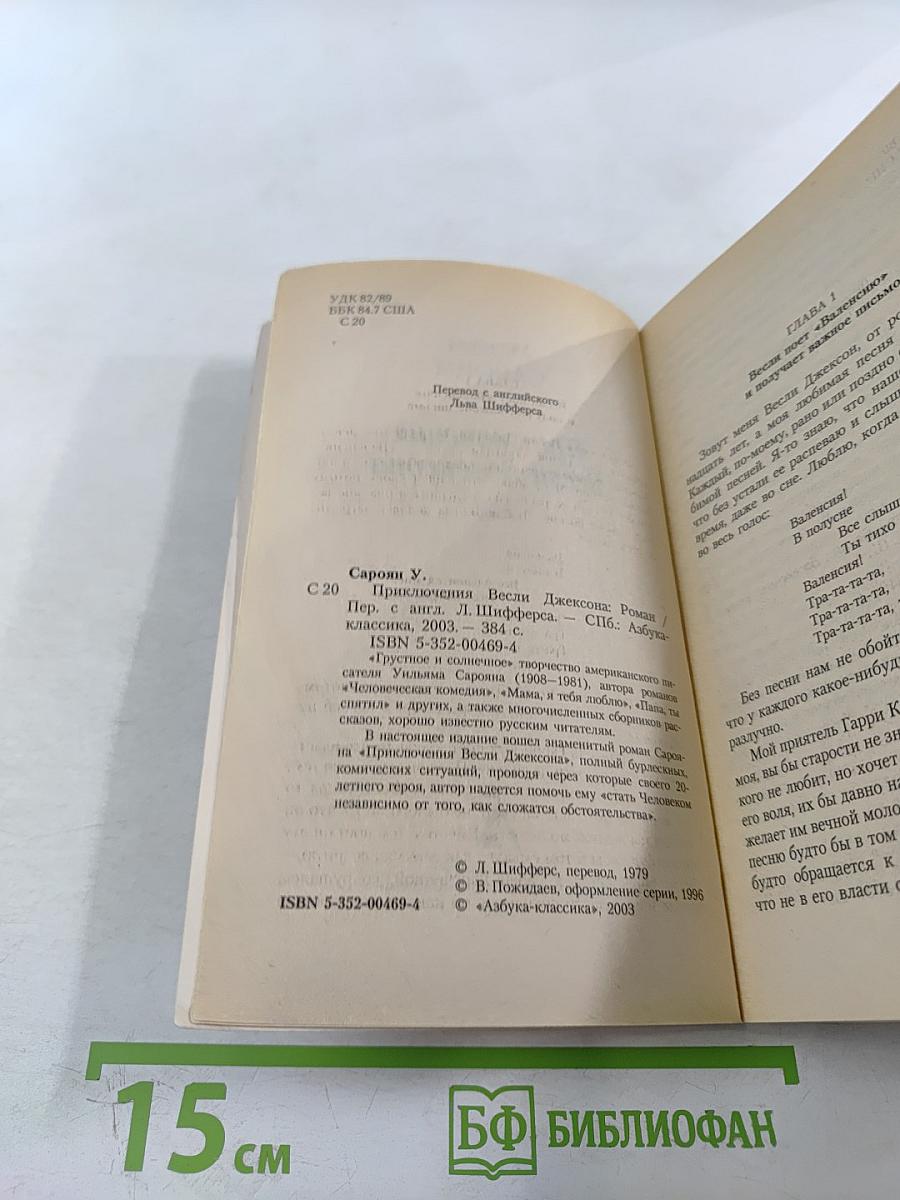 УДК 82/89
ББК 84.7 США
С 20
Перевод с английского
Льва Шифферса
Сароян У.
С 20 Приключения Весли Джексона: Роман /
Пер. с англ. Л. Шифферса. — СПб.: Азбука-
классика, 2003. — 384 с.
ISBN 5-352-00469-4
«Грустное и солнечное» творчество американского пи-
сателя Уильяма Сарояна (1908—1981), автора романов
«Человеческая комедия», «Мама, я тебя люблю», «Папа, ты
спятил» и других, а также многочисленных сборников рас-
сказов, хорошо известно русским читателям.
В настоящее издание вошел знаменитый роман Сароя-
на «Приключения Весли Джексона», полный бурлескных,
комических ситуаций, проводя через которые своего 20-
летнего героя, автор надеется помочь ему «стать Человеком
независимо от того, как сложатся обстоятельства».
© Л. Шифферс, перевод, 1979
© В. Пожидаев, оформление серии, 1996
ISBN 5-352-00469-4 © «Азбука-классика», 2003
ГЛАВА 1
Весли поет «Валенсию»
и получает важное письмо
Зовут меня Весли Джексон, от
надцать лет, а моя любимая песня
Каждый, по-моему, рано или поздно
бимой песней. Я-то знаю, что
что без устали ее распеваю и
время, даже во сне. Люблю, когда
во весь голос:
Валенсия!
В полусне
Все
Ты тихо
Валенсия!
Тра-та-та-та,
Тра-та-та-та,
Тра-та-та-та,
Без песни нам не
что у каждого
разлучно.
Мой приятель Гарри
моя, вы бы старости не
кого не любит, но хочет
его воля, их бы давно
желает им вечной
песню будто бы в том
будто обращается к
что не в его власти
15 см
БФ БИБЛИОФАН